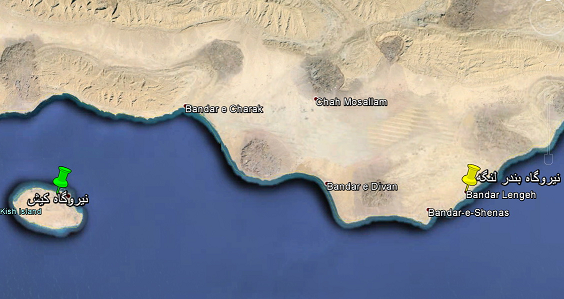 Bandar e Charak
Chah Mosallam
نیروگاه بندر لنگه
Bandar e Divan
Bandar Lengeh
نیروگاه کیش
Kish Island
Bandar-e-Shenas